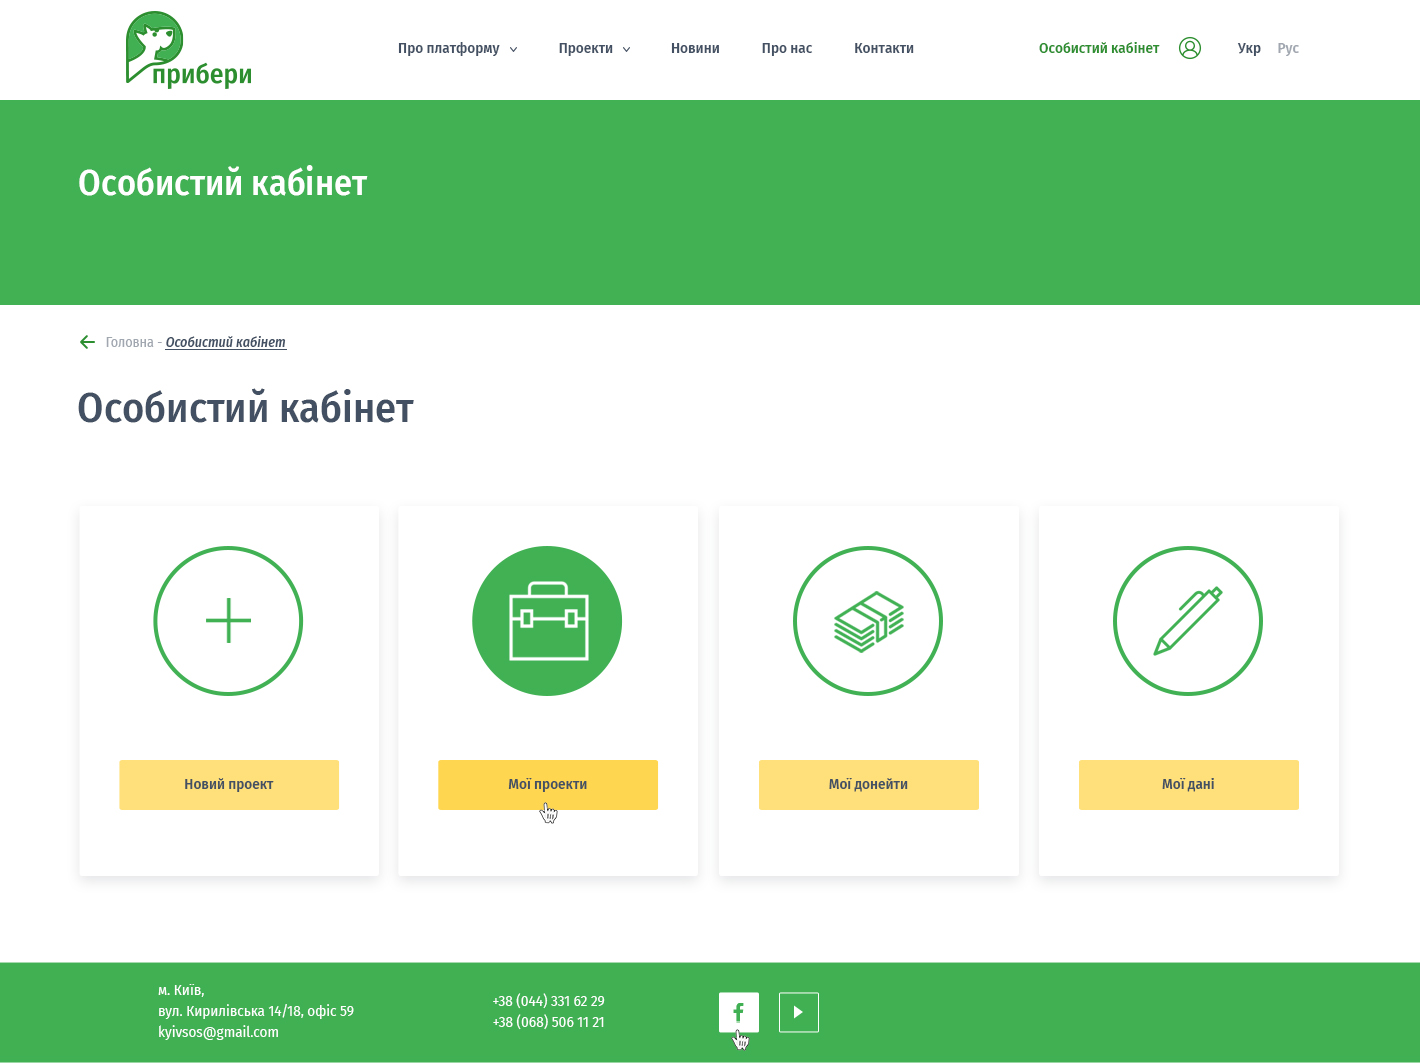 прибери
Про платформу
Проекти
Новини
Про нас
Контакти
Особистий кабінет
Укр
Рус
Особистий кабінет
Головна - Особистий кабінет
Особистий кабінет
Новий проект
Мої проекти
Мої донейти
Мої дані
м. Київ,
вул. Кирилівська 14/18, офіс 59
kyivsos@gmail.com
+38 (044) 331 62 29
+38 (068) 506 11 21